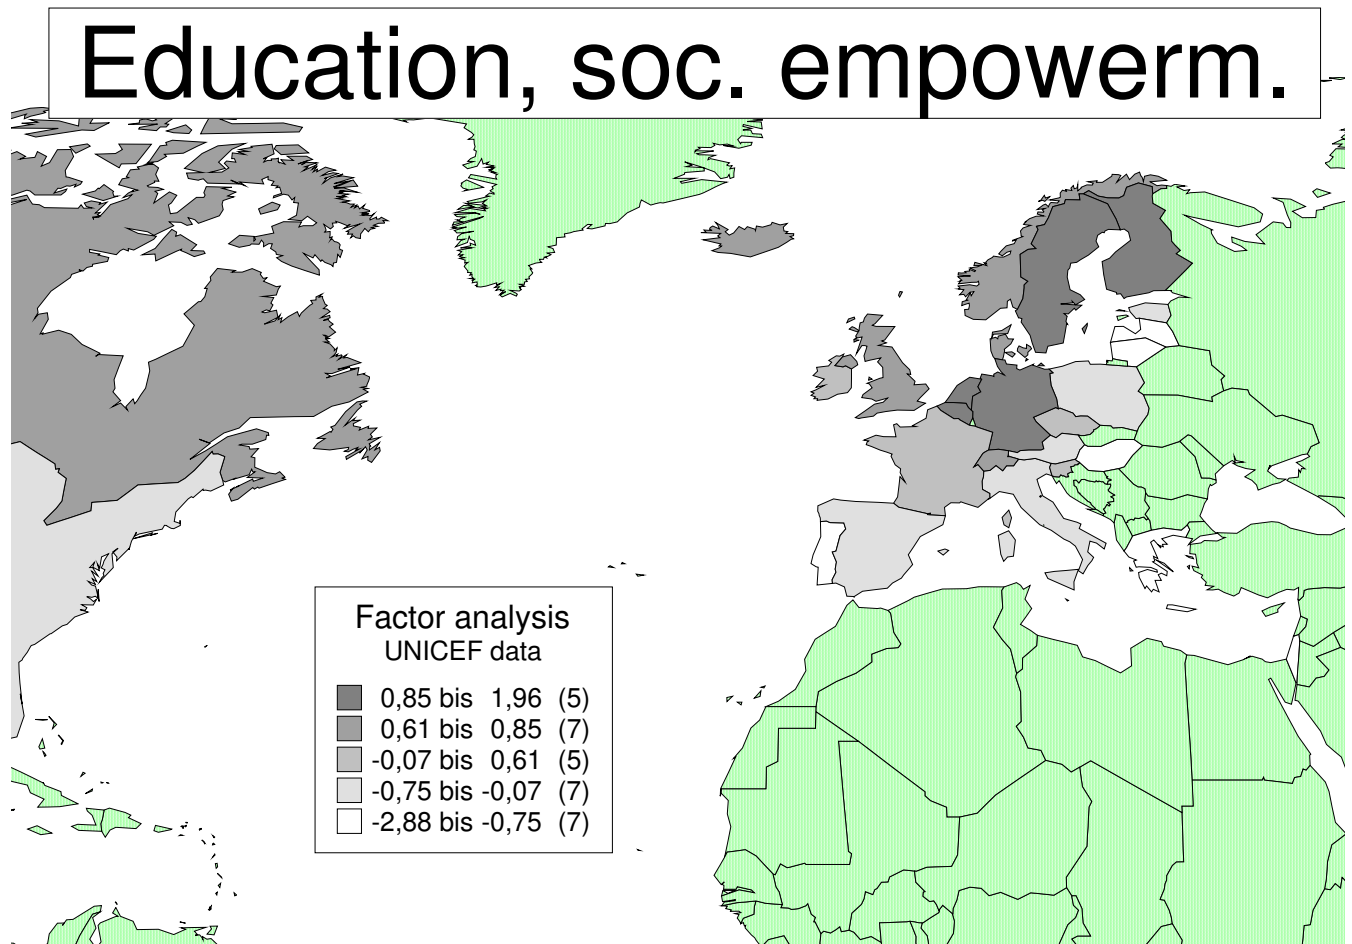 Education, soc. empowerm.
Factor analysis
UNICEF data
0,85 bis 1,96 (5)
0,61 bis 0,85 (7)
-0,07 bis 0,61 (5)
-0,75 bis -0,07 (7)
-2,88 bis -0,75 (7)